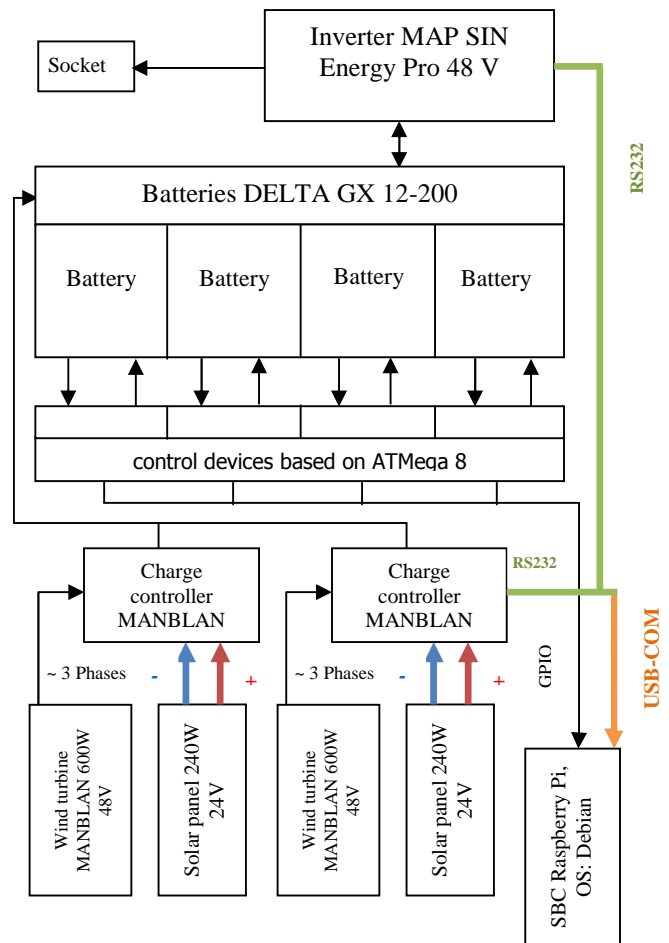 Inverter MAP SIN
Energy Pro 48 V
Socket
RS232
Batteries DELTA GX 12-200
Battery
Battery
Battery
Battery
control devices based on ATMega 8
Charge
controller
MANBLAN
Charge
controller
MANBLAN
RS232
USB-COM
GPIO
~ 3 Phases
-
+
~ 3 Phases
-
+
Wind turbine
MANBLAN 600W
48V
Solar panel 240W
24V
Wind turbine
MANBLAN 600W
48V
Solar panel 240W
24V
SBC Raspberry Pi,
OS: Debian